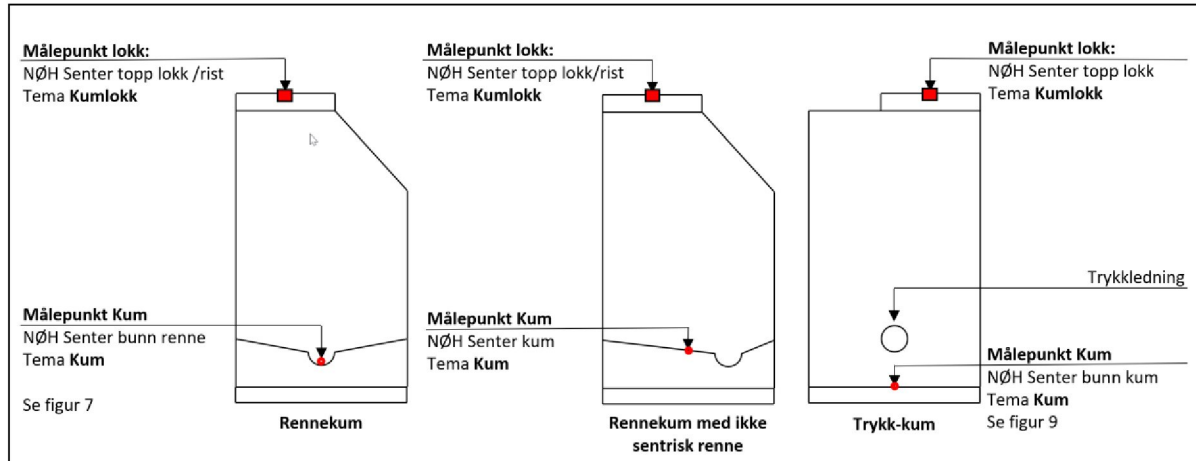 Målepunkt lokk:
NØH Senter topp lokk /rist
Tema Kumlokk
Målepunkt Kum
NØH Senter bunn renne
Tema Kum
Se figur 7
Rennekum
Målepunkt lokk:
NØH Senter topp lokk/rist
Tema Kumlokk
Målepunkt Kum
NØH Senter kum
Tema Kum
Rennekum med ikke
sentrisk renne
Målepunkt lokk:
NØH Senter topp lokk
Tema Kumlokk
Trykkledning
Målepunkt Kum
NØH Senter bunn kum
Tema Kum
Se figur 9
Trykk-kum